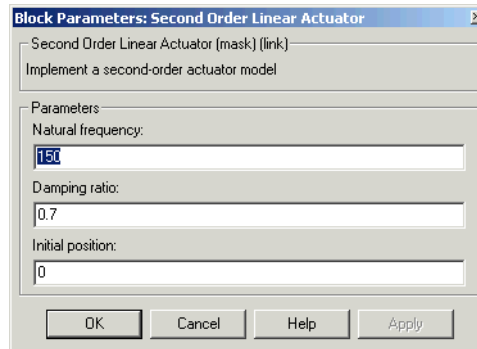 Block Parameters: Second Order Linear Actuator
Second Order Linear Actuator (mask) (link)
Implement a second-order actuator model
Parameters
Natural frequency:
150
Damping ratio:
0.7
Initial position:
0
OK Cancel Help Apply